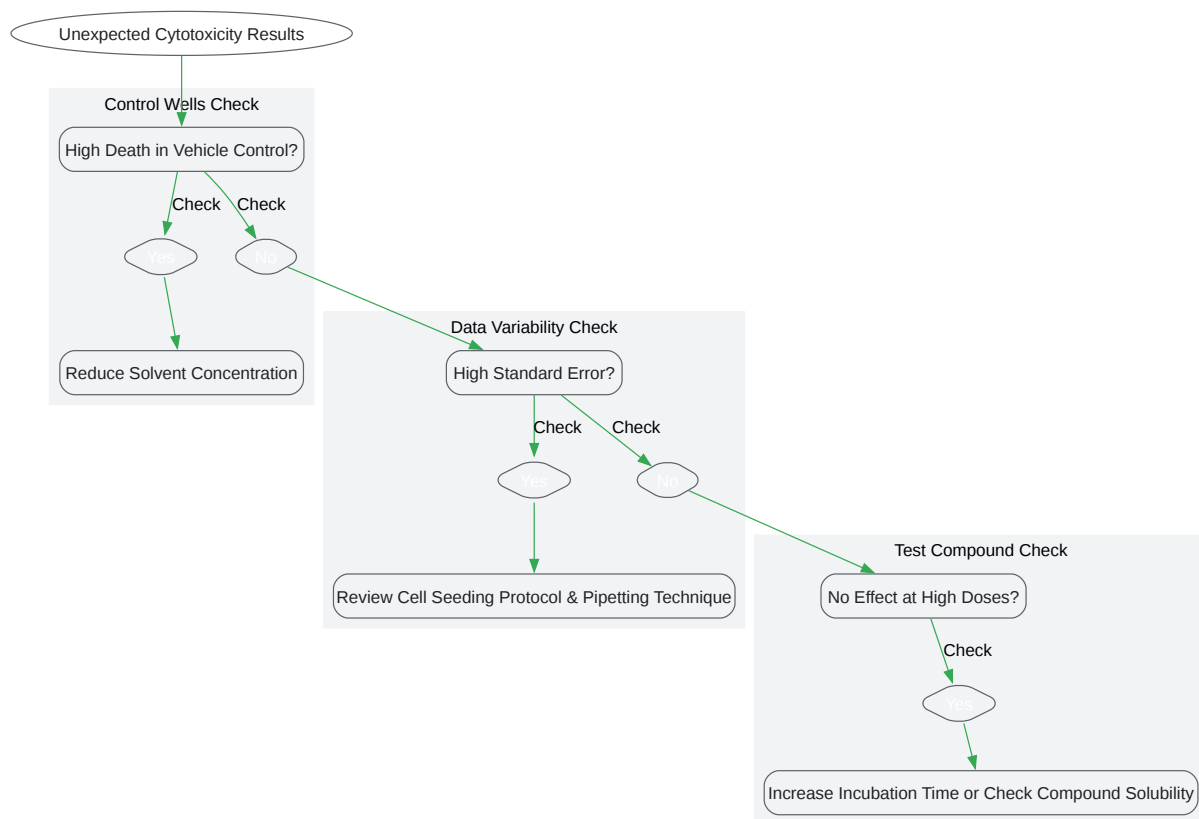 Unexpected Cytotoxicity Results
Control Wells Check
High Death in Vehicle Control?
Check
Check
Yes
No
Reduce Solvent Concentration
Data Variability Check
High Standard Error?
Check
Check
Yes
No
Review Cell Seeding Protocol & Pipetting Technique
Test Compound Check
No Effect at High Doses?
Check
Yes
Increase Incubation Time or Check Compound Solubility